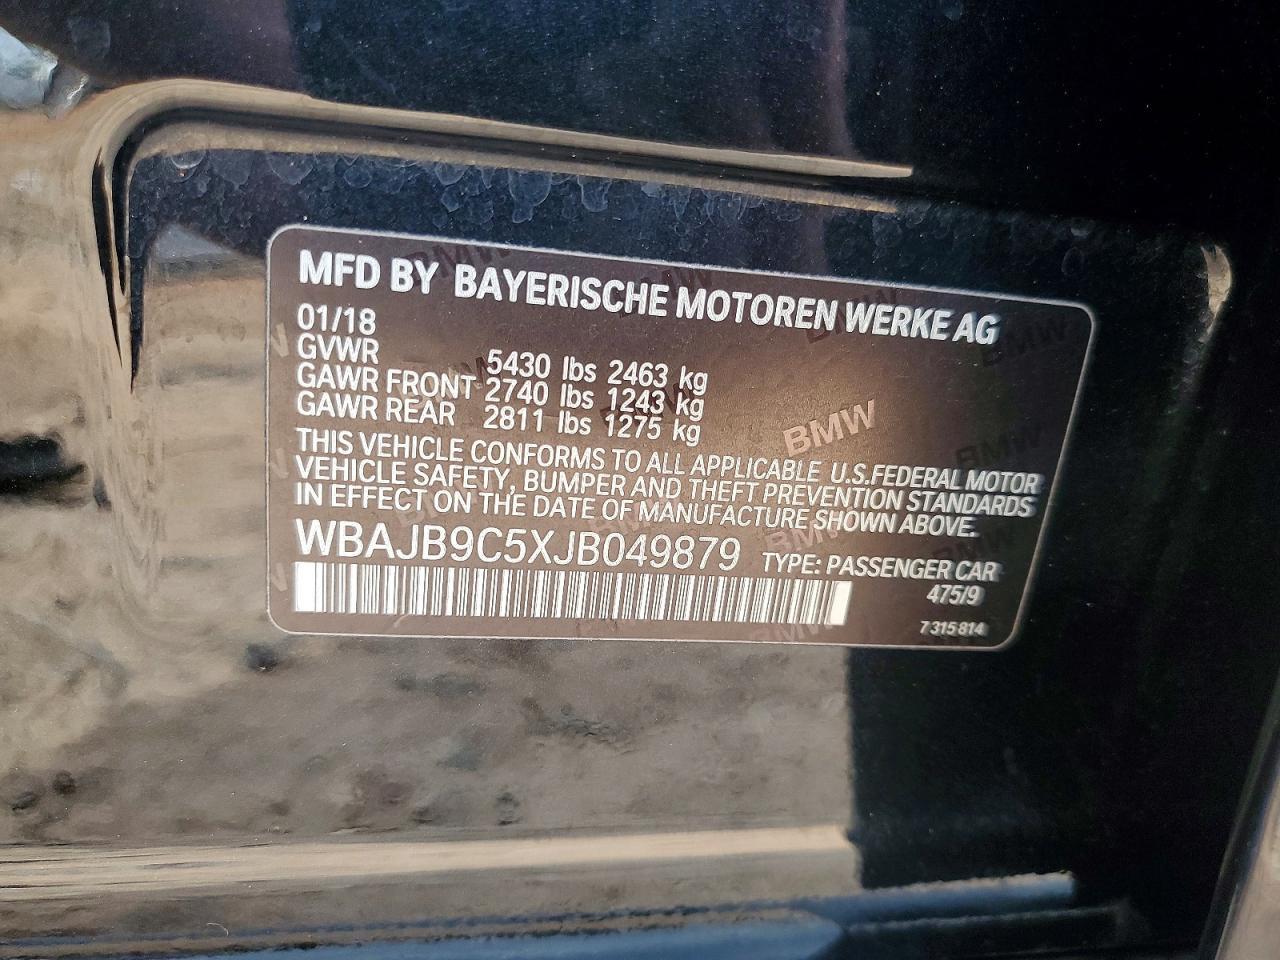 MFD BY BAYERISCHE MOTOREN WERKE AG
01/18
GVWR 5430 lbs 2463 kg
GAWR FRONT 2740 lbs 1243 kg
GAWR REAR 2811 lbs 1275 kg
THIS VEHICLE CONFORMS TO ALL APPLICABLE U.S.FEDERAL MOTOR
VEHICLE SAFETY, BUMPER AND THEFT PREVENTION STANDARDS
IN EFFECT ON THE DATE OF MANUFACTURE SHOWN ABOVE.
WBAJB9C5XJB049879 TYPE: PASSENGER CAR
475/9
7 315 814
BMW